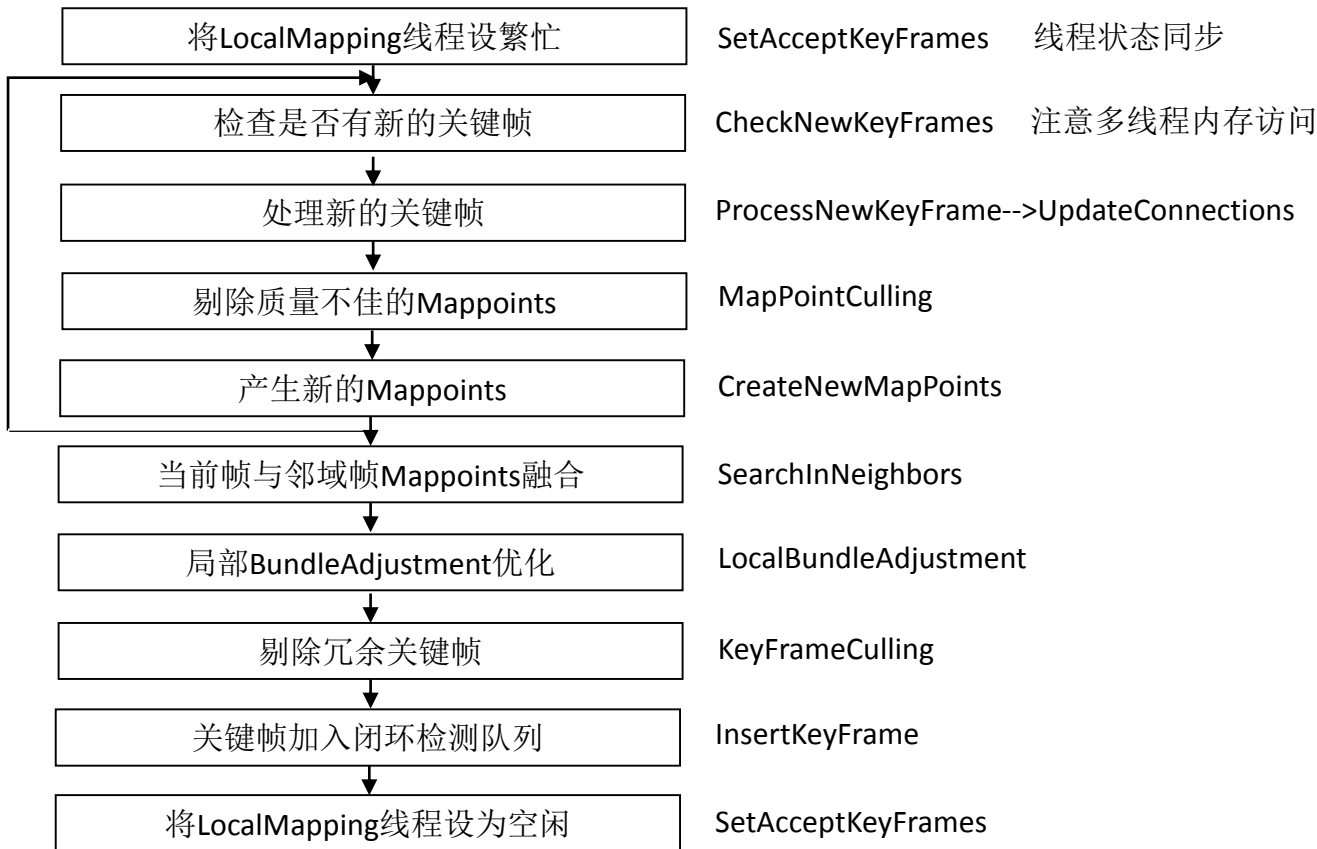 将LocalMapping线程设繁忙 SetAcceptKeyFrames 线程状态同步
检查是否有新的关键帧 CheckNewKeyFrames 注意多线程内存访问
处理新的关键帧 ProcessNewKeyFrame-->UpdateConnections
剔除质量不佳的Mappoints MapPointCulling
产生新的Mappoints CreateNewMapPoints
当前帧与邻域帧Mappoints融合 SearchInNeighbors
局部BundleAdjustment优化 LocalBundleAdjustment
剔除冗余关键帧 KeyFrameCulling
关键帧加入闭环检测队列 InsertKeyFrame
将LocalMapping线程设为空闲 SetAcceptKeyFrames